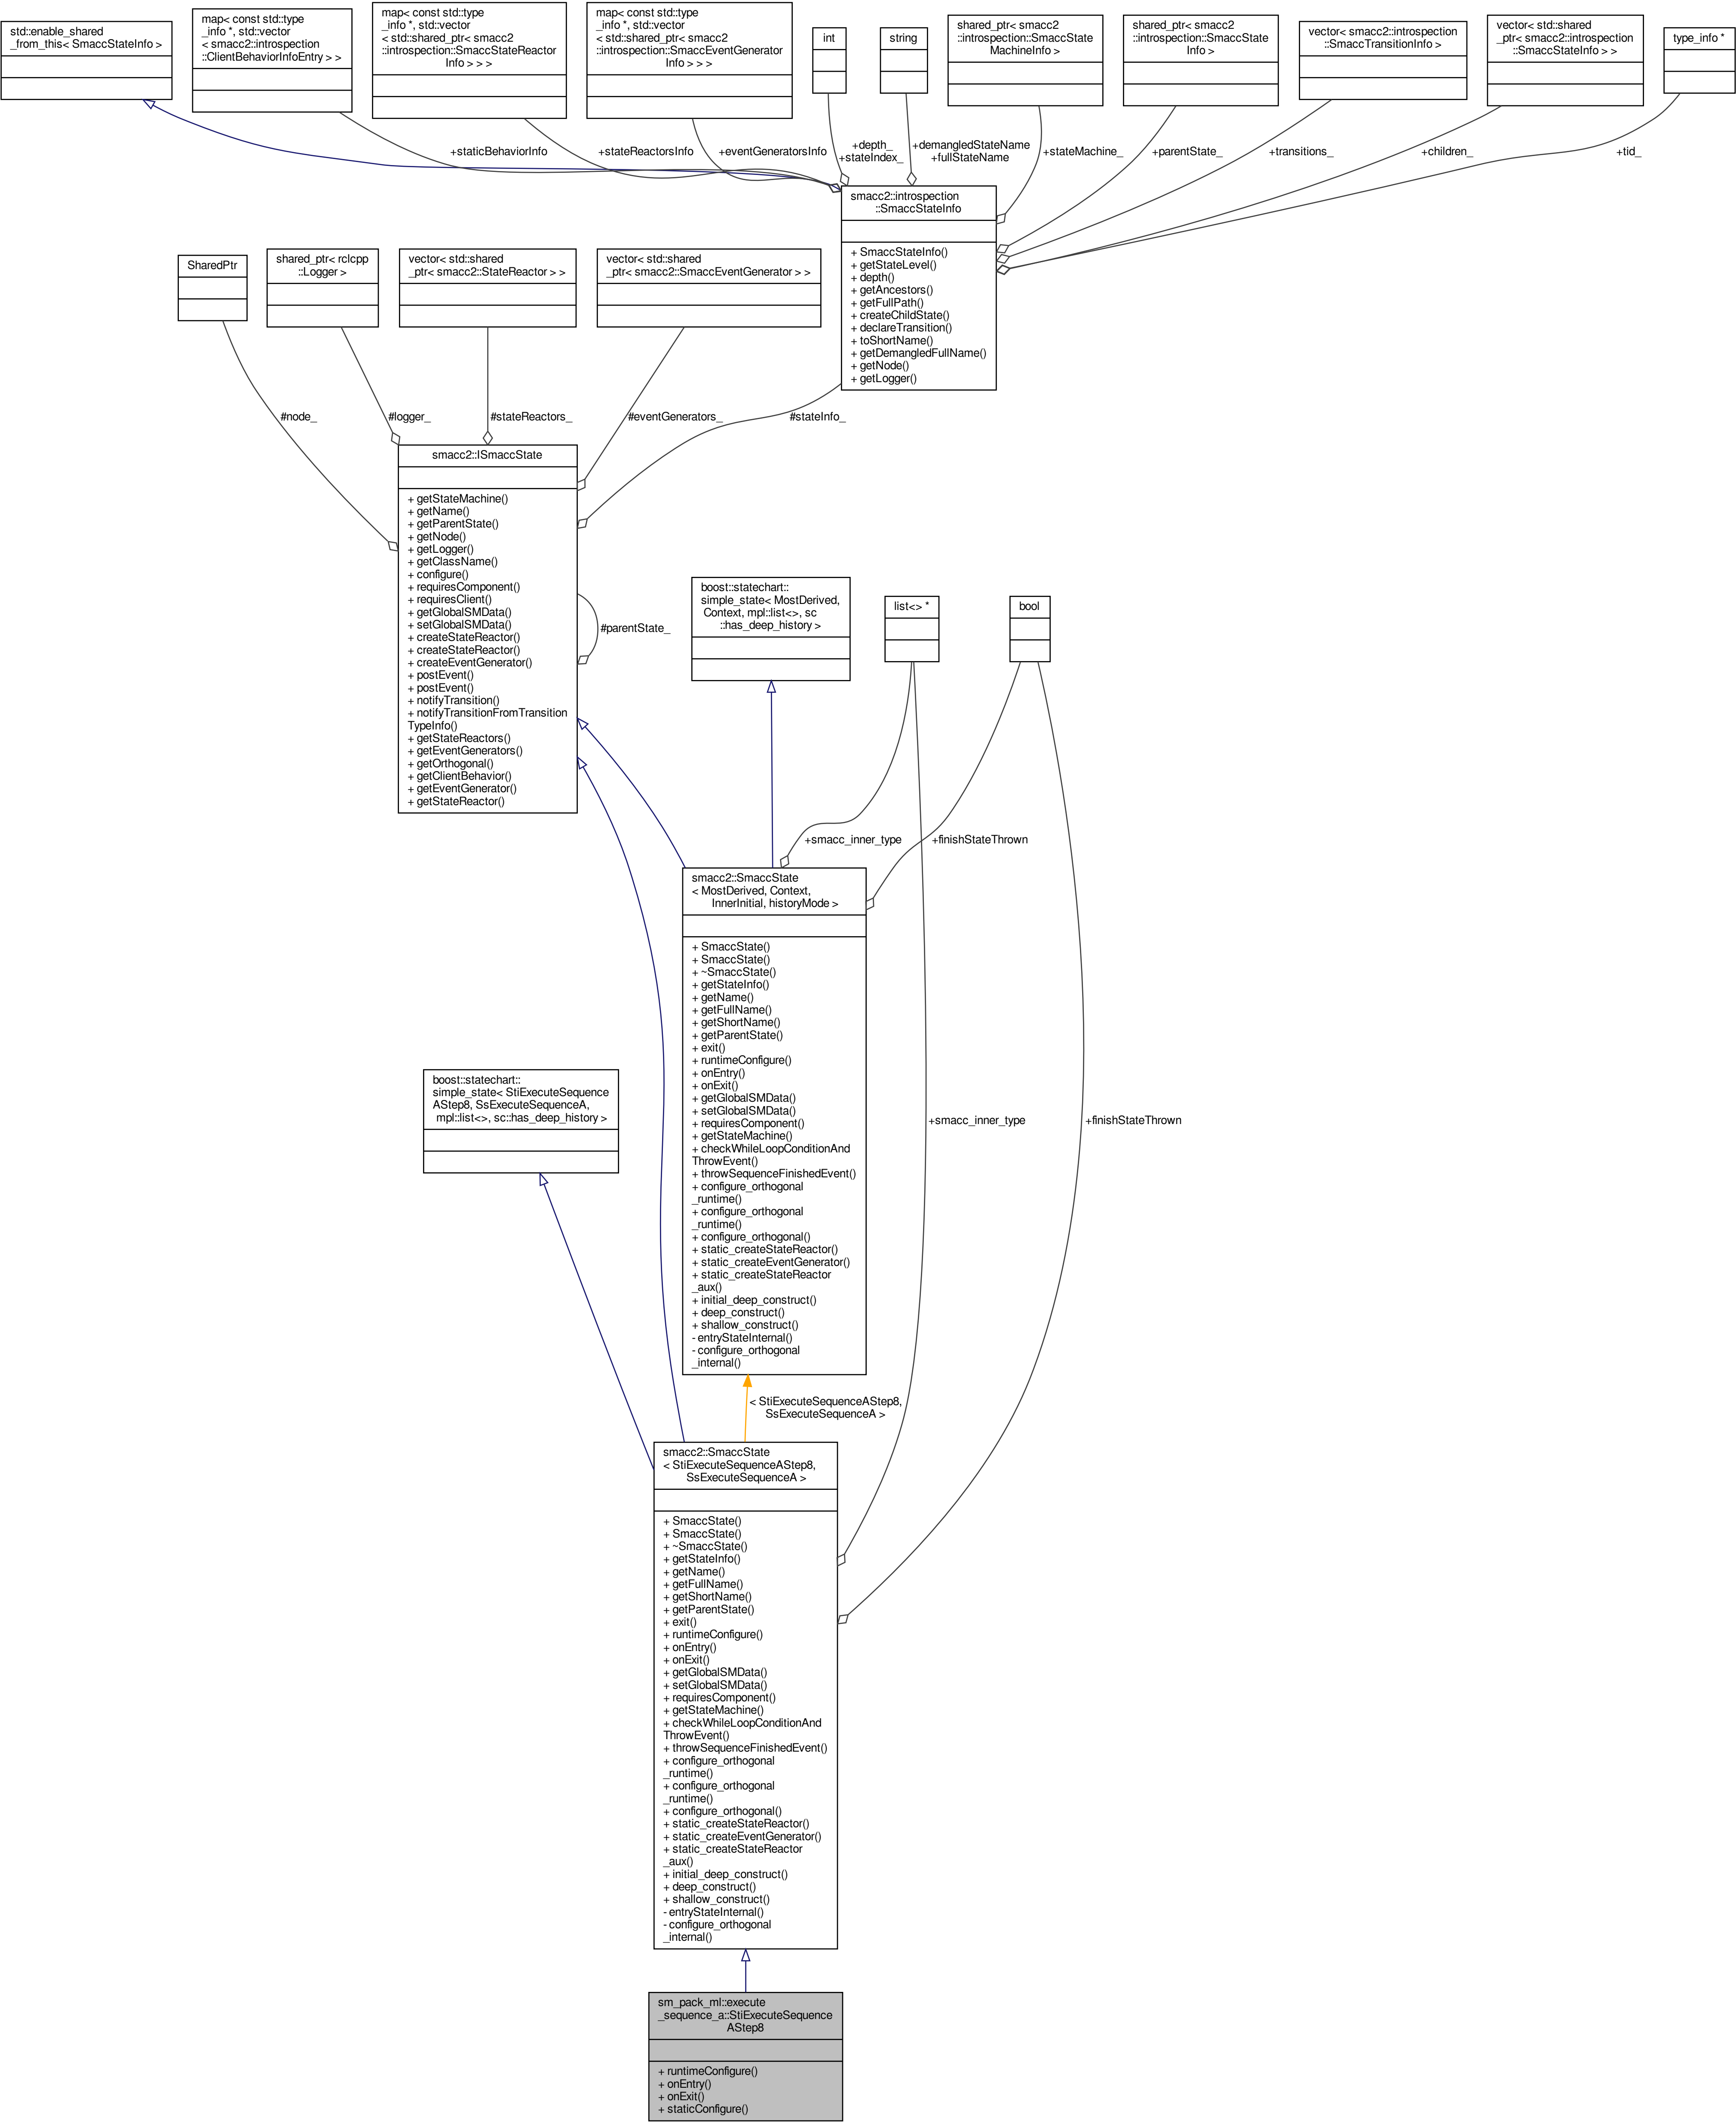 std::enable_shared
_from_this< SmaccStateInfo >
map< const std::type
_info *, std::vector
< smacc2::introspection
::ClientBehaviorInfoEntry > >
map< const std::type
_info *, std::vector
< std::shared_ptr< smacc2
::introspection::SmaccStateReactor
Info > > >
map< const std::type
_info *, std::vector
< std::shared_ptr< smacc2
::introspection::SmaccEventGenerator
Info > > >
int
string
shared_ptr< smacc2
::introspection::SmaccState
MachineInfo >
shared_ptr< smacc2
::introspection::SmaccState
Info >
vector< smacc2::introspection
::SmaccTransitionInfo >
vector< std::shared
_ptr< smacc2::introspection
::SmaccStateInfo > >
type_info *
+staticBehaviorInfo
+stateReactorsInfo
+eventGeneratorsInfo
+depth_
+stateIndex_
+demangledStateName
+fullStateName
+stateMachine_
+parentState_
+transitions_
+children_
+tid_
smacc2::introspection
::SmaccStateInfo
+ SmaccStateInfo()
+ getStateLevel()
+ depth()
+ getAncestors()
+ getFullPath()
+ createChildState()
+ declareTransition()
+ toShortName()
+ getDemangledFullName()
+ getNode()
+ getLogger()
SharedPtr
shared_ptr< rclcpp
::Logger >
vector< std::shared
_ptr< smacc2::StateReactor > >
vector< std::shared
_ptr< smacc2::SmaccEventGenerator > >
#node_
#logger_
#stateReactors_
#eventGenerators_
#stateInfo_
smacc2::ISmaccState
+ getStateMachine()
+ getName()
+ getParentState()
+ getNode()
+ getLogger()
+ getClassName()
+ configure()
+ requiresComponent()
+ requiresClient()
+ getGlobalSMData()
+ setGlobalSMData()
+ createStateReactor()
+ createStateReactor()
+ createEventGenerator()
+ postEvent()
+ postEvent()
+ notifyTransition()
+ notifyTransitionFromTransition
TypeInfo()
+ getStateReactors()
+ getEventGenerators()
+ getOrthogonal()
+ getClientBehavior()
+ getEventGenerator()
+ getStateReactor()
#parentState_
boost::statechart::
simple_state< MostDerived,
Context, mpl::list<>, sc
::has_deep_history >
list<> *
bool
+smacc_inner_type
+finishStateThrown
smacc2::SmaccState
< MostDerived, Context,
InnerInitial, historyMode >
+ SmaccState()
+ SmaccState()
+ ~SmaccState()
+ getStateInfo()
+ getName()
+ getFullName()
+ getShortName()
+ getParentState()
+ exit()
+ runtimeConfigure()
+ onEntry()
+ onExit()
+ getGlobalSMData()
+ setGlobalSMData()
+ requiresComponent()
+ getStateMachine()
+ checkWhileLoopConditionAnd
ThrowEvent()
+ throwSequenceFinishedEvent()
+ configure_orthogonal
_runtime()
+ configure_orthogonal
_runtime()
+ configure_orthogonal()
+ static_createStateReactor()
+ static_createEventGenerator()
+ static_createStateReactor
_aux()
+ initial_deep_construct()
+ deep_construct()
+ shallow_construct()
- entryStateInternal()
- configure_orthogonal
_internal()
boost::statechart::
simple_state< StiExecuteSequence
AStep8, SsExecuteSequenceA,
mpl::list<>, sc::has_deep_history >
+smacc_inner_type
+finishStateThrown
< StiExecuteSequenceAStep8,
SsExecuteSequenceA >
smacc2::SmaccState
< StiExecuteSequenceAStep8,
SsExecuteSequenceA >
+ SmaccState()
+ SmaccState()
+ ~SmaccState()
+ getStateInfo()
+ getName()
+ getFullName()
+ getShortName()
+ getParentState()
+ exit()
+ runtimeConfigure()
+ onEntry()
+ onExit()
+ getGlobalSMData()
+ setGlobalSMData()
+ requiresComponent()
+ getStateMachine()
+ checkWhileLoopConditionAnd
ThrowEvent()
+ throwSequenceFinishedEvent()
+ configure_orthogonal
_runtime()
+ configure_orthogonal
_runtime()
+ configure_orthogonal()
+ static_createStateReactor()
+ static_createEventGenerator()
+ static_createStateReactor
_aux()
+ initial_deep_construct()
+ deep_construct()
+ shallow_construct()
- entryStateInternal()
- configure_orthogonal
_internal()
sm_pack_ml::execute
_sequence_a::StiExecuteSequence
AStep8
+ runtimeConfigure()
+ onEntry()
+ onExit()
+ staticConfigure()